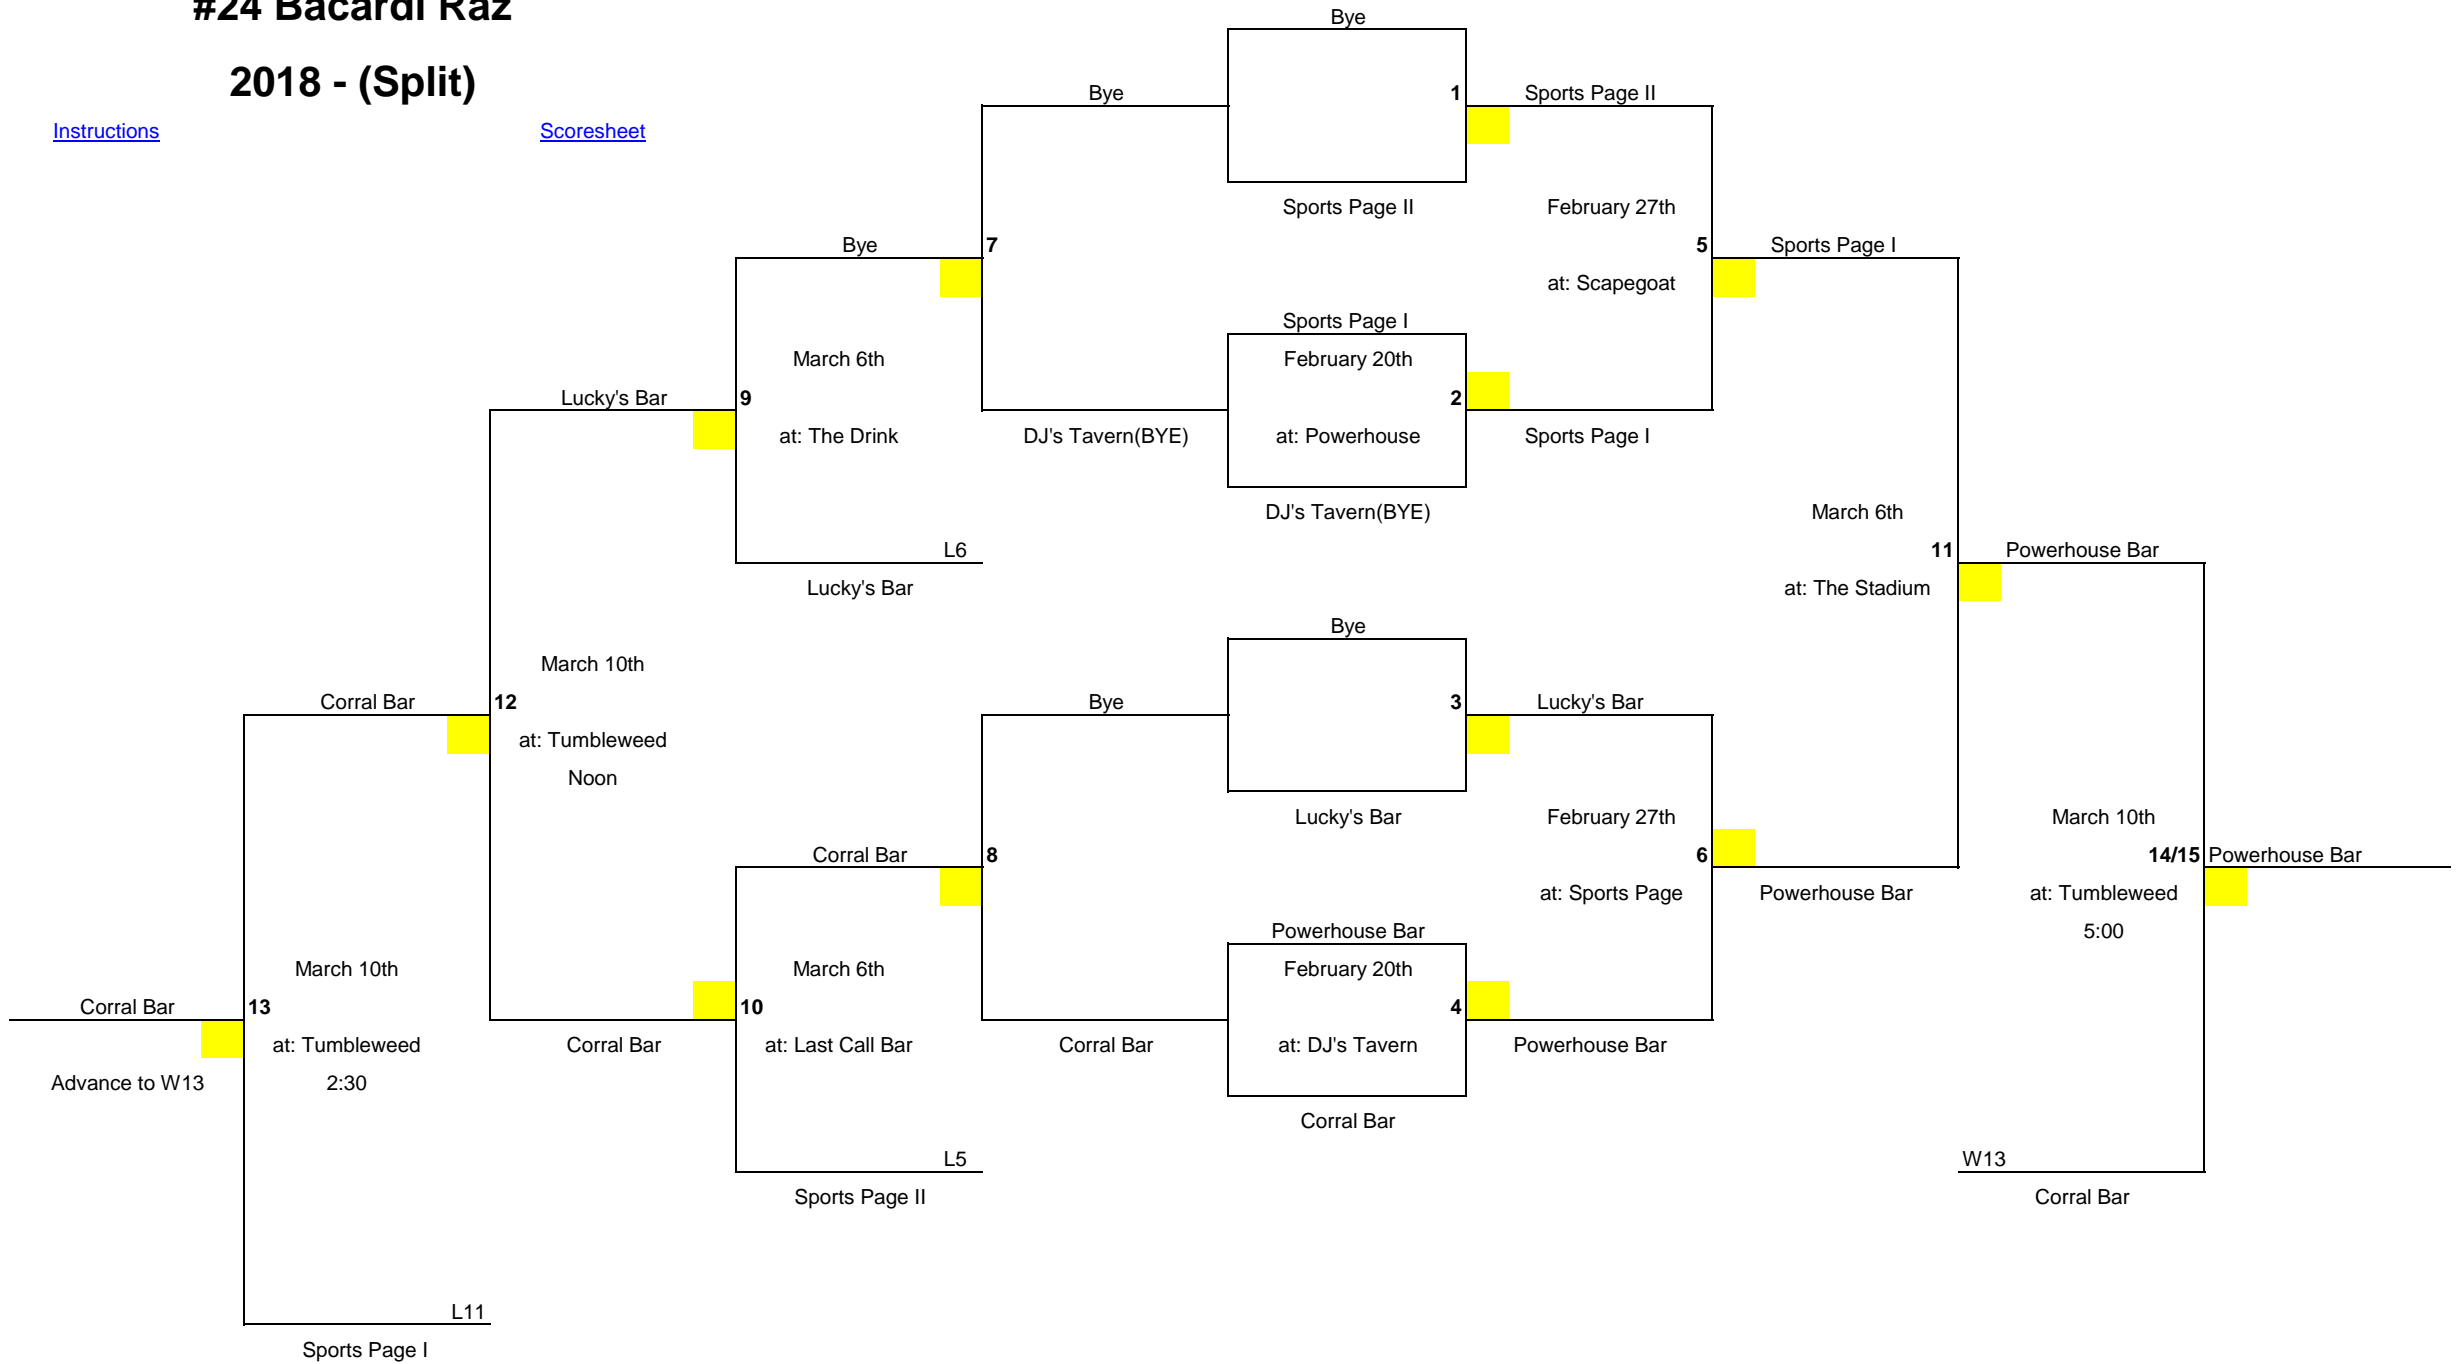 #24 Bacardi Raz
Bye
2018 - (Split)
Bye
1
Sports Page II
Instructions
Scoresheet
Sports Page II
February 27th
Bye
7
5
Sports Page I
at: Scapegoat
Sports Page I
March 6th
February 20th
Lucky's Bar
9
2
at: The Drink
DJ's Tavern(BYE)
at: Powerhouse
Sports Page I
DJ's Tavern(BYE)
March 6th
L6
11
Powerhouse Bar
Lucky's Bar
at: The Stadium
Bye
March 10th
Corral Bar
12
Bye
3
Lucky's Bar
at: Tumbleweed
Noon
Lucky's Bar
February 27th
March 10th
Corral Bar
8
6
14/15
Powerhouse Bar
at: Sports Page
Powerhouse Bar
at: Tumbleweed
Powerhouse Bar
5:00
March 10th
March 6th
February 20th
Corral Bar
13
10
4
at: Tumbleweed
Corral Bar
at: Last Call Bar
Corral Bar
at: DJ's Tavern
Powerhouse Bar
Advance to W13
2:30
Corral Bar
L5
W13
Sports Page II
Corral Bar
L11
Sports Page I